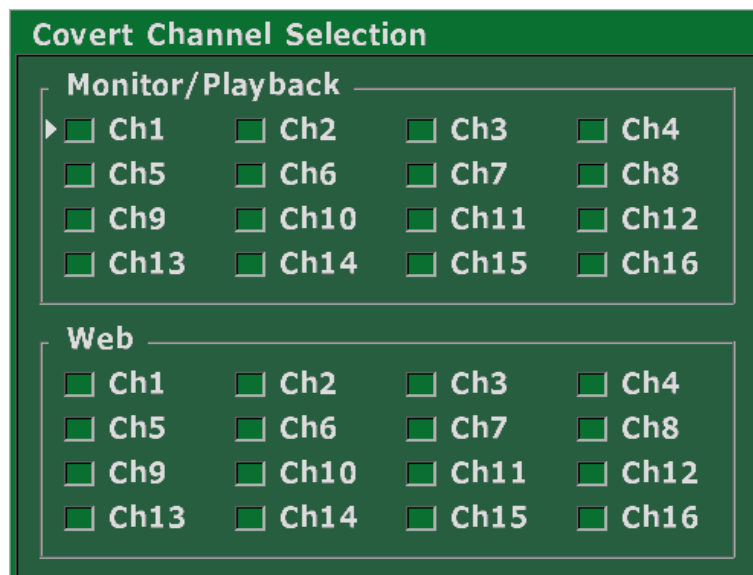 Covert Channel Selection
Monitor/Playback
Ch1 Ch2 Ch3 Ch4
Ch5 Ch6 Ch7 Ch8
Ch9 Ch10 Ch11 Ch12
Ch13 Ch14 Ch15 Ch16
Web
Ch1 Ch2 Ch3 Ch4
Ch5 Ch6 Ch7 Ch8
Ch9 Ch10 Ch11 Ch12
Ch13 Ch14 Ch15 Ch16